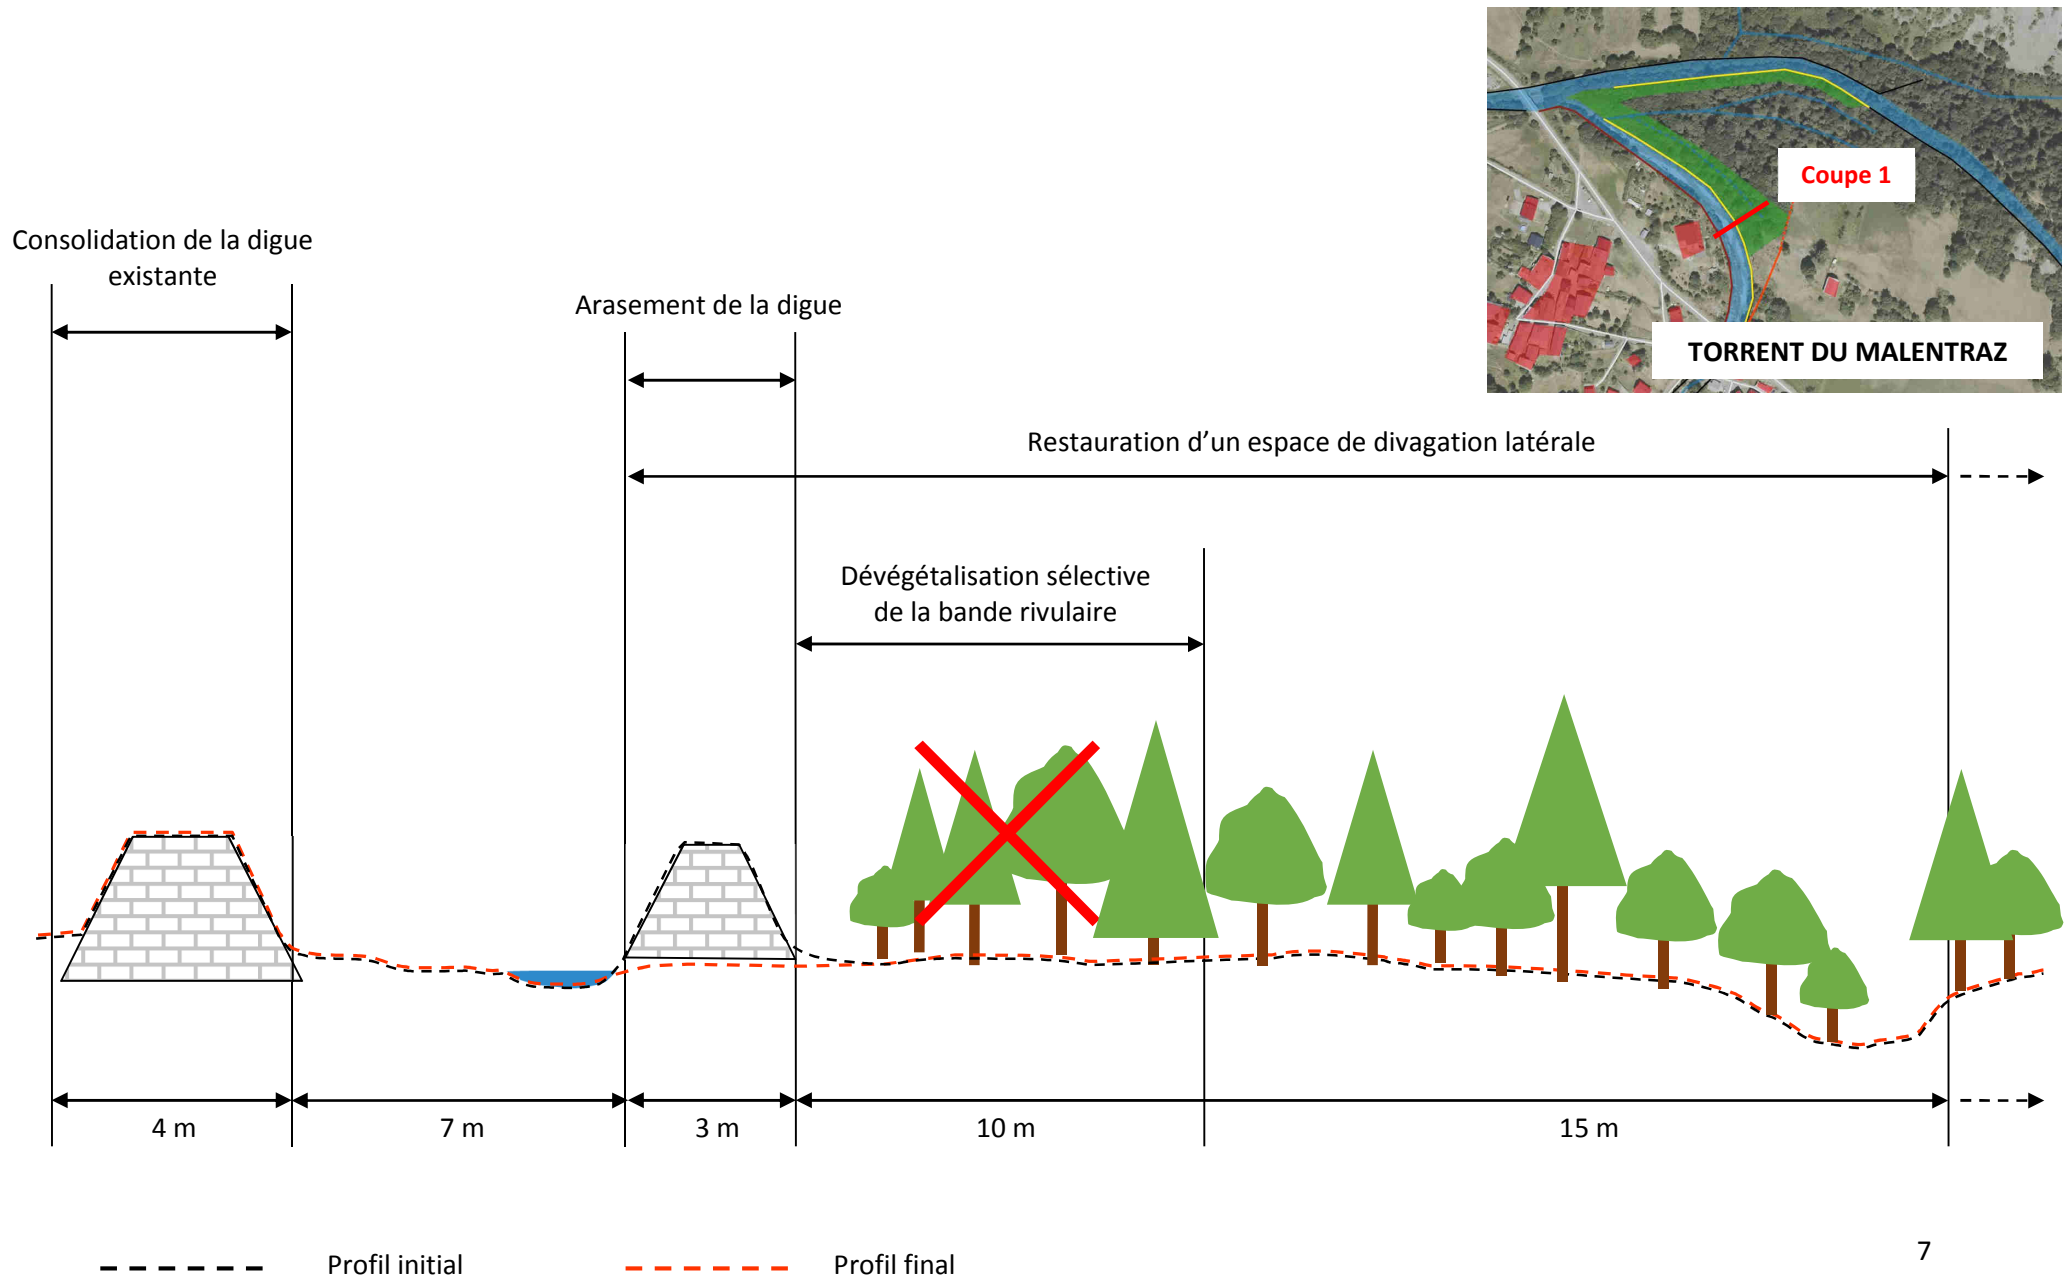 Coupe 1
TORRENT DU MALENTRAZ
Consolidation de la digue
existante
Arasement de la digue
Restauration d’un espace de divagation latérale
Dévégétalisation sélective
de la bande rivulaire
4 m
7 m
3 m
10 m
15 m
Profil initial
Profil final
7